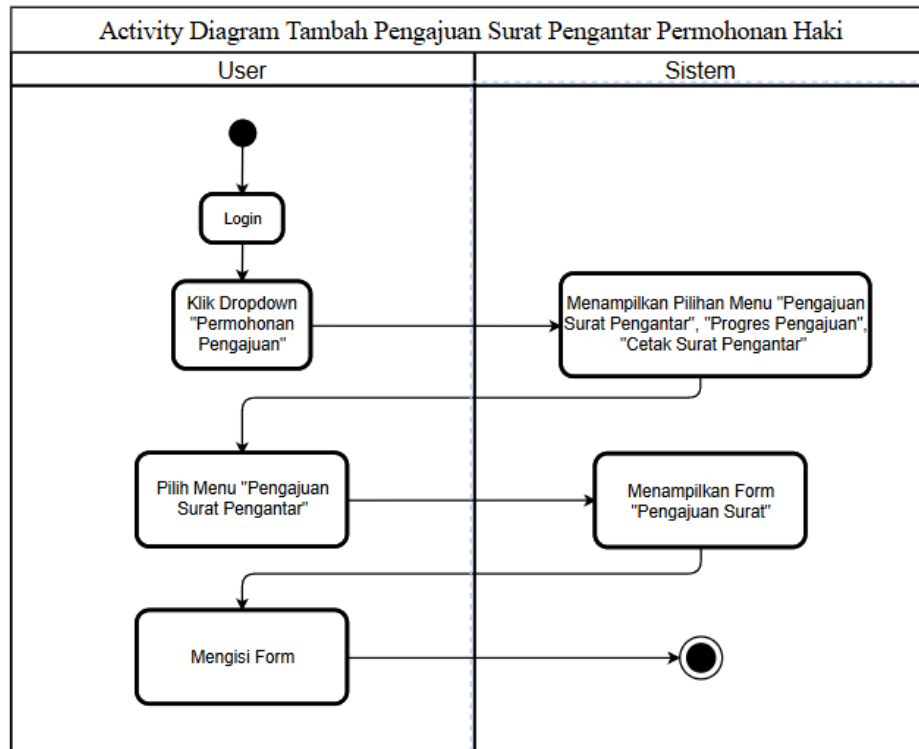 Activity Diagram Tambah Pengajuan Surat Pengantar Permohonan Haki
User
Sistem
Login
Klik Dropdown
"Permohonan
Pengajuan"
Menampilkan Pilihan Menu "Pengajuan
Surat Pengantar", "Progres Pengajuan",
"Cetak Surat Pengantar"
Pilih Menu "Pengajuan
Surat Pengantar"
Menampilkan Form
"Pengajuan Surat"
Mengisi Form